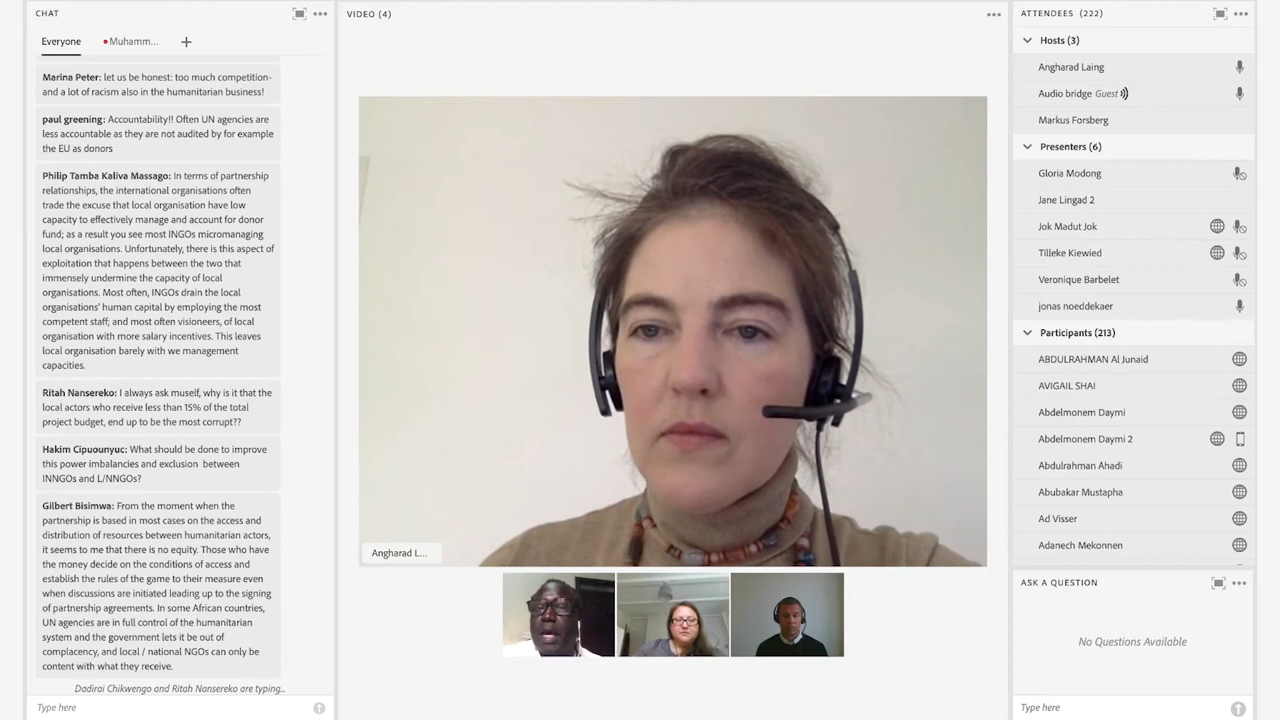 CHAT
Everyone
Muhamm...
Marina Peter: let us be honest: too much competition-
and a lot of racism also in the humanitarian business!
paul greening: Accountability!! Often UN agencies are
less accountable as they are not audited by for example
the EU as donors
Philip Tamba Kaliva Massago: In terms of partnership
relationships, the international organisations often
trade the excuse that local organisation have low
capacity to effectively manage and account for donor
fund; as a result you see most INGOs micromanaging
local organisations. Unfortunately, there is this aspect of
exploitation that happens between the two that
immensely undermine the capacity of local
organisations. Most often, INGOs drain the local
organisations' human capital by employing the most
competent staff; and most often visioneers, of local
organisation with more salary incentives. This leaves
local organisation barely with we management
capacities.
Ritah Nansereko: I always ask muself, why is it that the
local actors who receive less than 15% of the total
project budget, end up to be the most corrupt??
Hakim Cipuounyuc: What should be done to improve
this power imbalances and exclusion between
INNGOs and L/NNGOs?
Gilbert Bisimwa: From the moment when the
partnership is based in most cases on the access and
distribution of resources between humanitarian actors,
it seems to me that there is no equity. Those who have
the money decide on the conditions of access and
establish the rules of the game to their measure even
when discussions are initiated leading up to the signing
of partnership agreements. In some African countries,
UN agencies are in full control of the humanitarian
system and the government lets it be out of
complacency, and local / national NGOs can only be
content with what they receive.
Dadirai Chikwengo and Ritah Nansereko are typing...
Type here
VIDEO (4)
Angharad L...
ATTENDEES (222)
Hosts (3)
Angharad Laing
Audio bridge Guest
Markus Forsberg
Presenters (6)
Gloria Modong
Jane Lingad 2
Jok Madut Jok
Tilleke Kiewied
Veronique Barbelet
jonas noeddekaer
Participants (213)
ABDULRAHMAN Al Junaid
AVIGAIL SHAI
Abdelmonem Daymi
Abdelmonem Daymi 2
Abdulrahman Ahadi
Abubakar Mustapha
Ad Visser
Adanech Mekonnen
ASK A QUESTION
No Questions Available
Type here